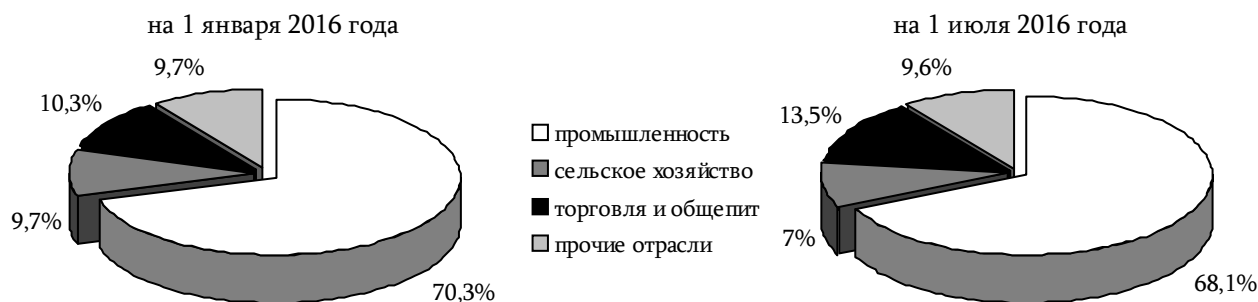 на 1 января 2016 года
9,7%
10,3%
9,7%
70,3%
промышленность
сельское хозяйство
торговля и общепит
прочие отрасли
на 1 июля 2016 года
9,6%
13,5%
7%
68,1%